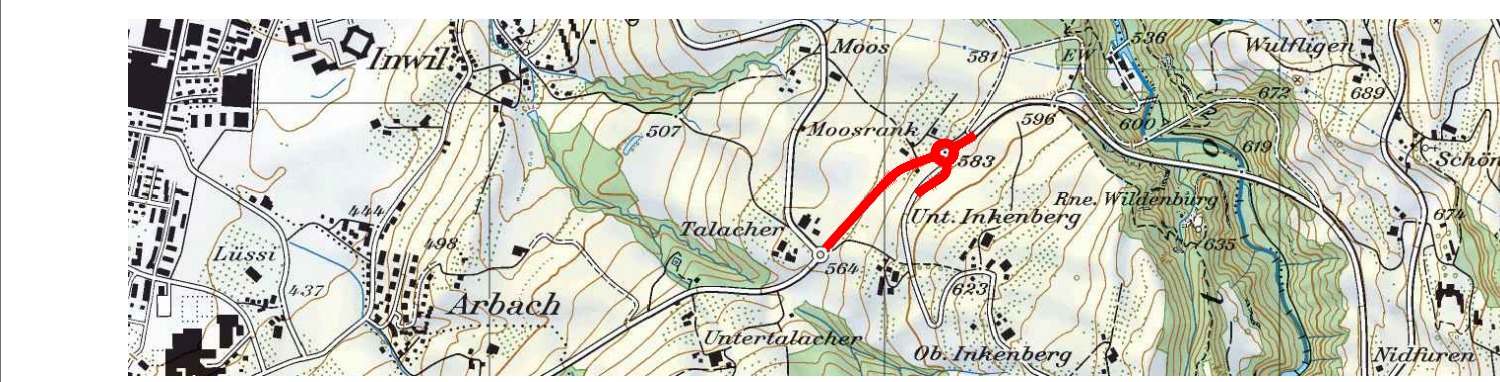 536
Moos
Wulfligen
Inwil
581
EW
672
689
596
507
Moosrank
600
619
583
Schön
Rne. Wildenburg
444
Unt. Inkenberg
674
Talacher
498
635
Lüssi
564
437
623
Arbach
Untertalacher
Ob. Inkenberg
Nidfuren